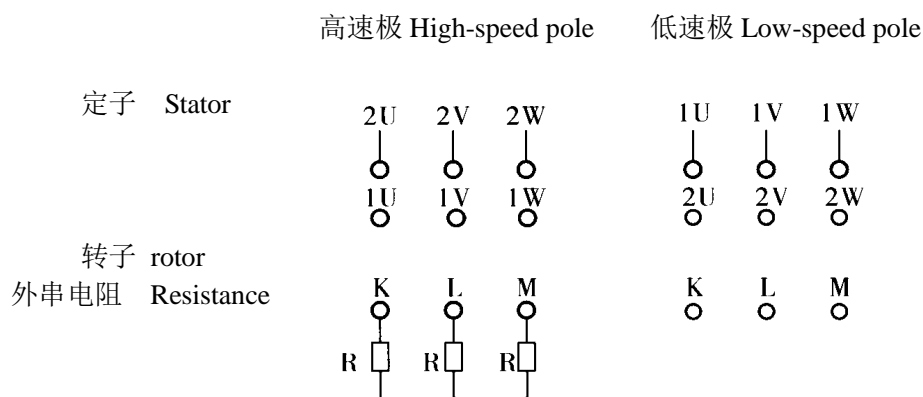 高速极 High-speed pole 低速极 Low-speed pole
定子 Stator
2U 2V 2W 1U 1V 1W
1U 1V 1W 2U 2V 2W
转子 rotor
外串电阻 Resistance
K L M K L M
R R R